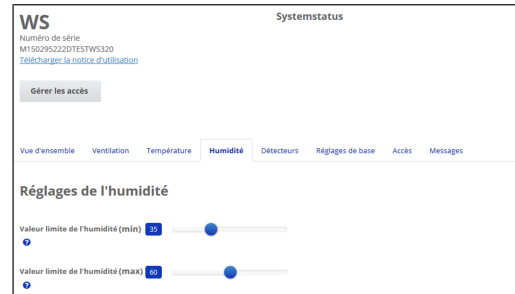 WS
Systemstatus
Numéro de série
M150295222DTESTWS320
Télécharger la notice d'utilisation
Gérer les accès
Vue d'ensemble Ventilation Température Humidité Détecteurs Réglages de base Accès Messages
Réglages de l'humidité
Valeur limite de l'humidité (min) 35
?
Valeur limite de l'humidité (max) 60
?